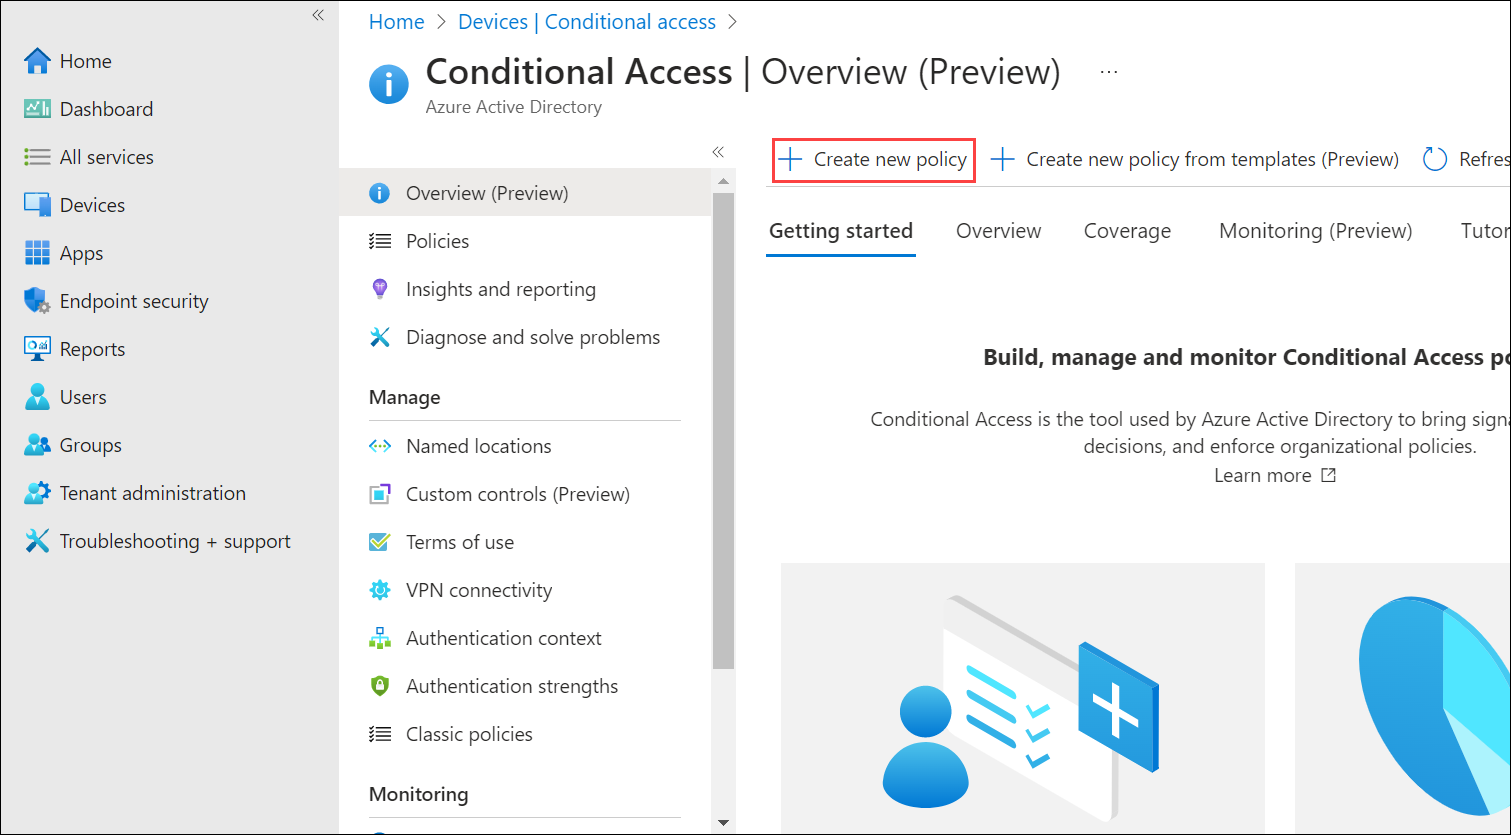 Home
Dashboard
All services
Devices
Apps
Endpoint security
Reports
Users
Groups
Tenant administration
Troubleshooting + support
Home > Devices | Conditional access >
Conditional Access | Overview (Preview) ...
Azure Active Directory
Overview (Preview)
Policies
Insights and reporting
Diagnose and solve problems
Manage
Named locations
Custom controls (Preview)
Terms of use
VPN connectivity
Authentication context
Authentication strengths
Classic policies
Monitoring
Create new policy
Create new policy from templates (Preview)
Refres
Getting started
Overview
Coverage
Monitoring (Preview)
Tutor
Build, manage and monitor Conditional Access po
Conditional Access is the tool used by Azure Active Directory to bring signa
decisions, and enforce organizational policies.
Learn more